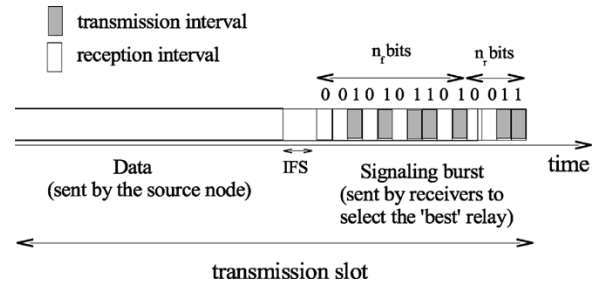 transmission interval
reception interval
n_f bits
n_r bits
0 0 1 0 1 0 1 1 0 1 0 0 1 1
Data
(sent by the source node)
IFS
Signaling burst
(sent by receivers to
select the 'best' relay)
time
transmission slot